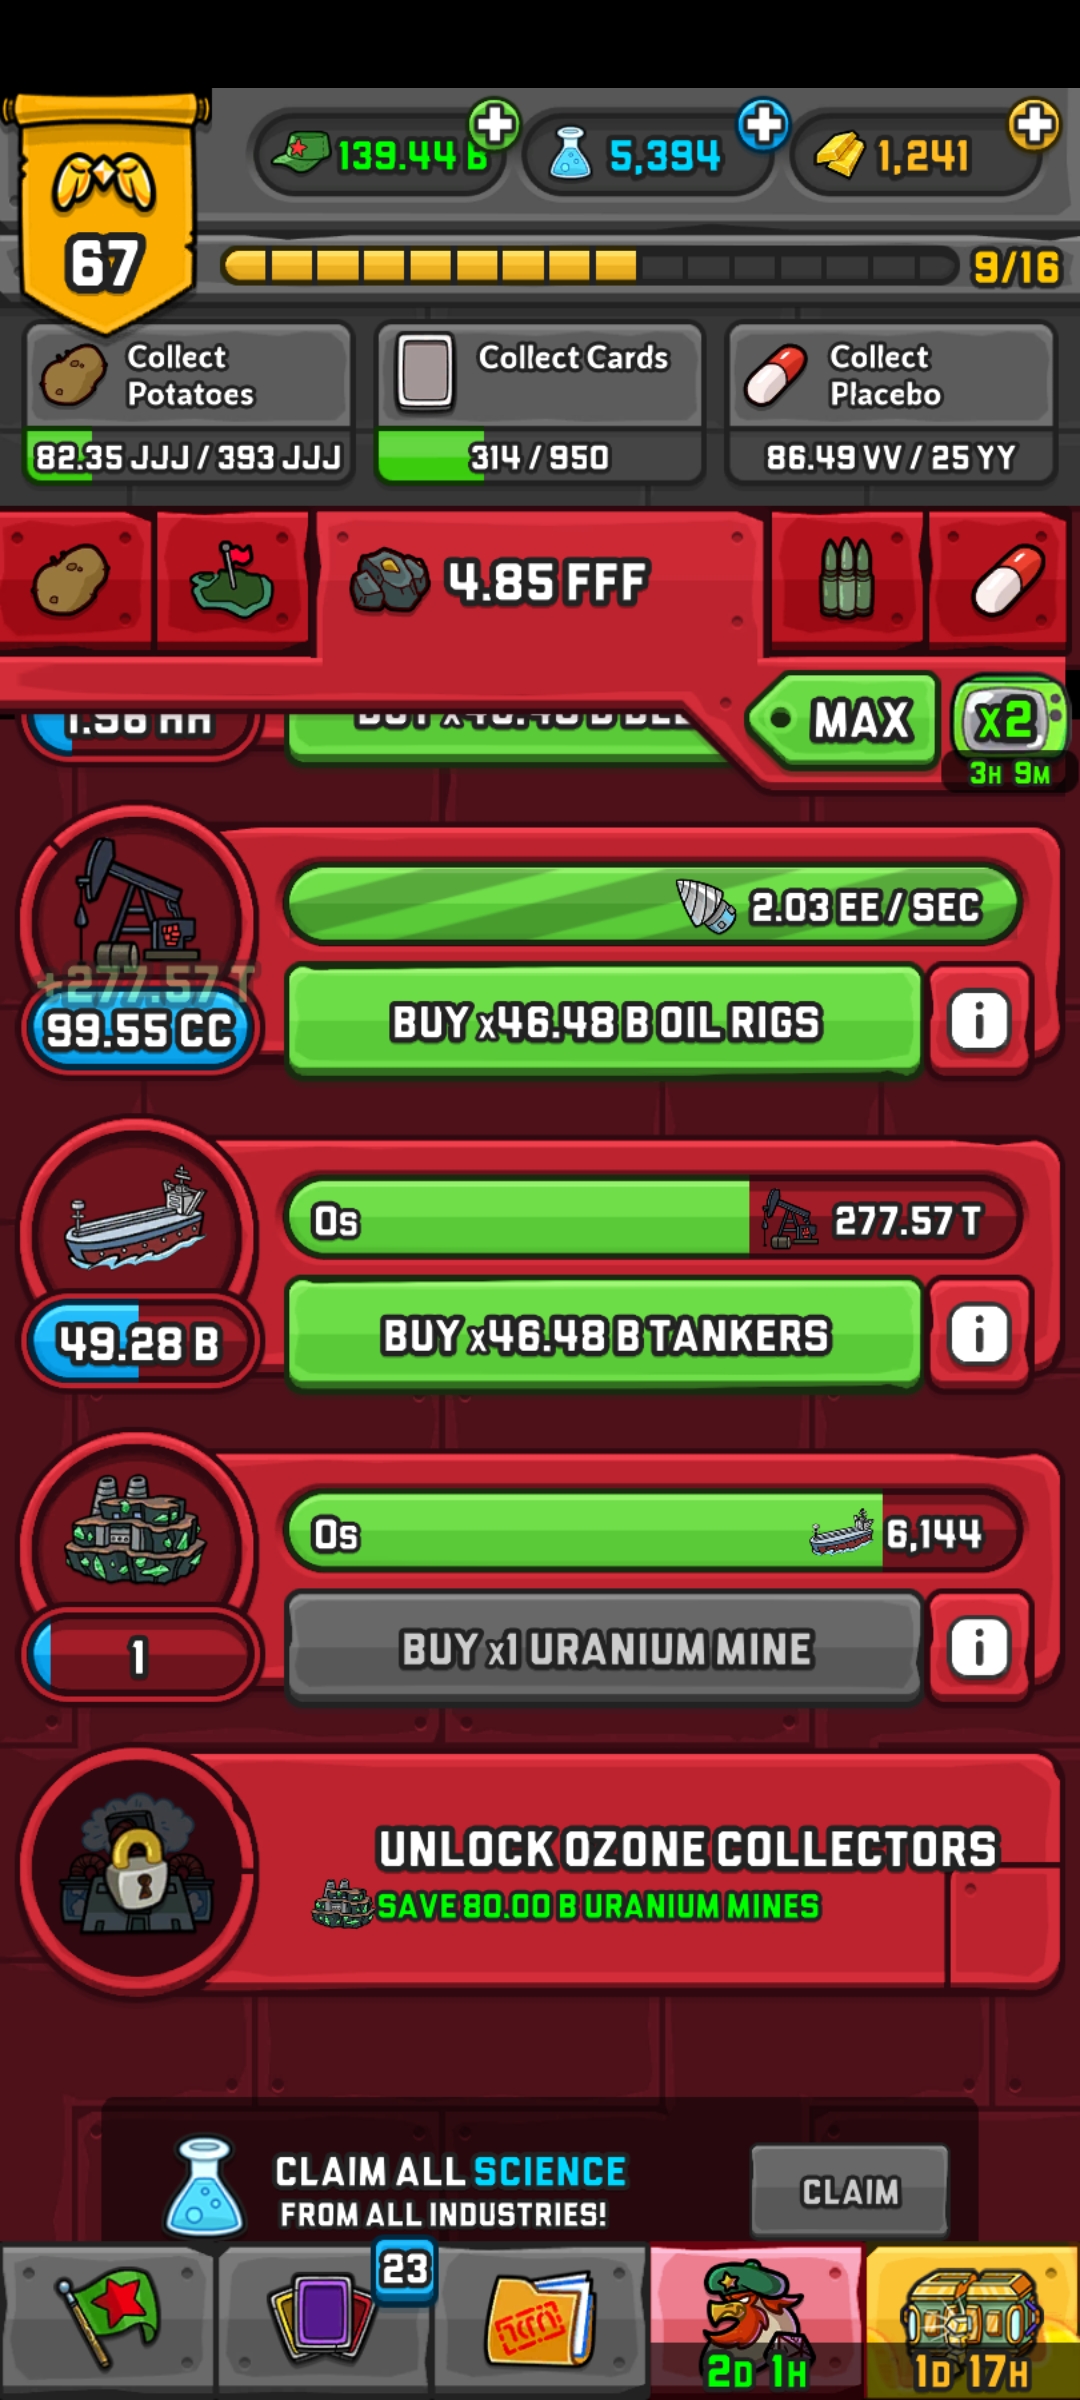 139.44 B
5,394
1,241
67
9/16
Collect
Potatoes
82.35 JJJ / 393 JJJ
Collect Cards
314 / 950
Collect
Placebo
86.49 VV / 25 YY
4.85 FFF
MAX
x2
3H 9M
2.03 EE / SEC
+277.57 T
99.55 CC
BUY x46.48 B OIL RIGS
i
0s
277.57 T
49.28 B
BUY x46.48 B TANKERS
i
0s
6,144
1
BUY x1 URANIUM MINE
i
UNLOCK OZONE COLLECTORS
SAVE 80.00 B URANIUM MINES
CLAIM ALL SCIENCE
FROM ALL INDUSTRIES!
CLAIM
23
2D 1H
1D 17H